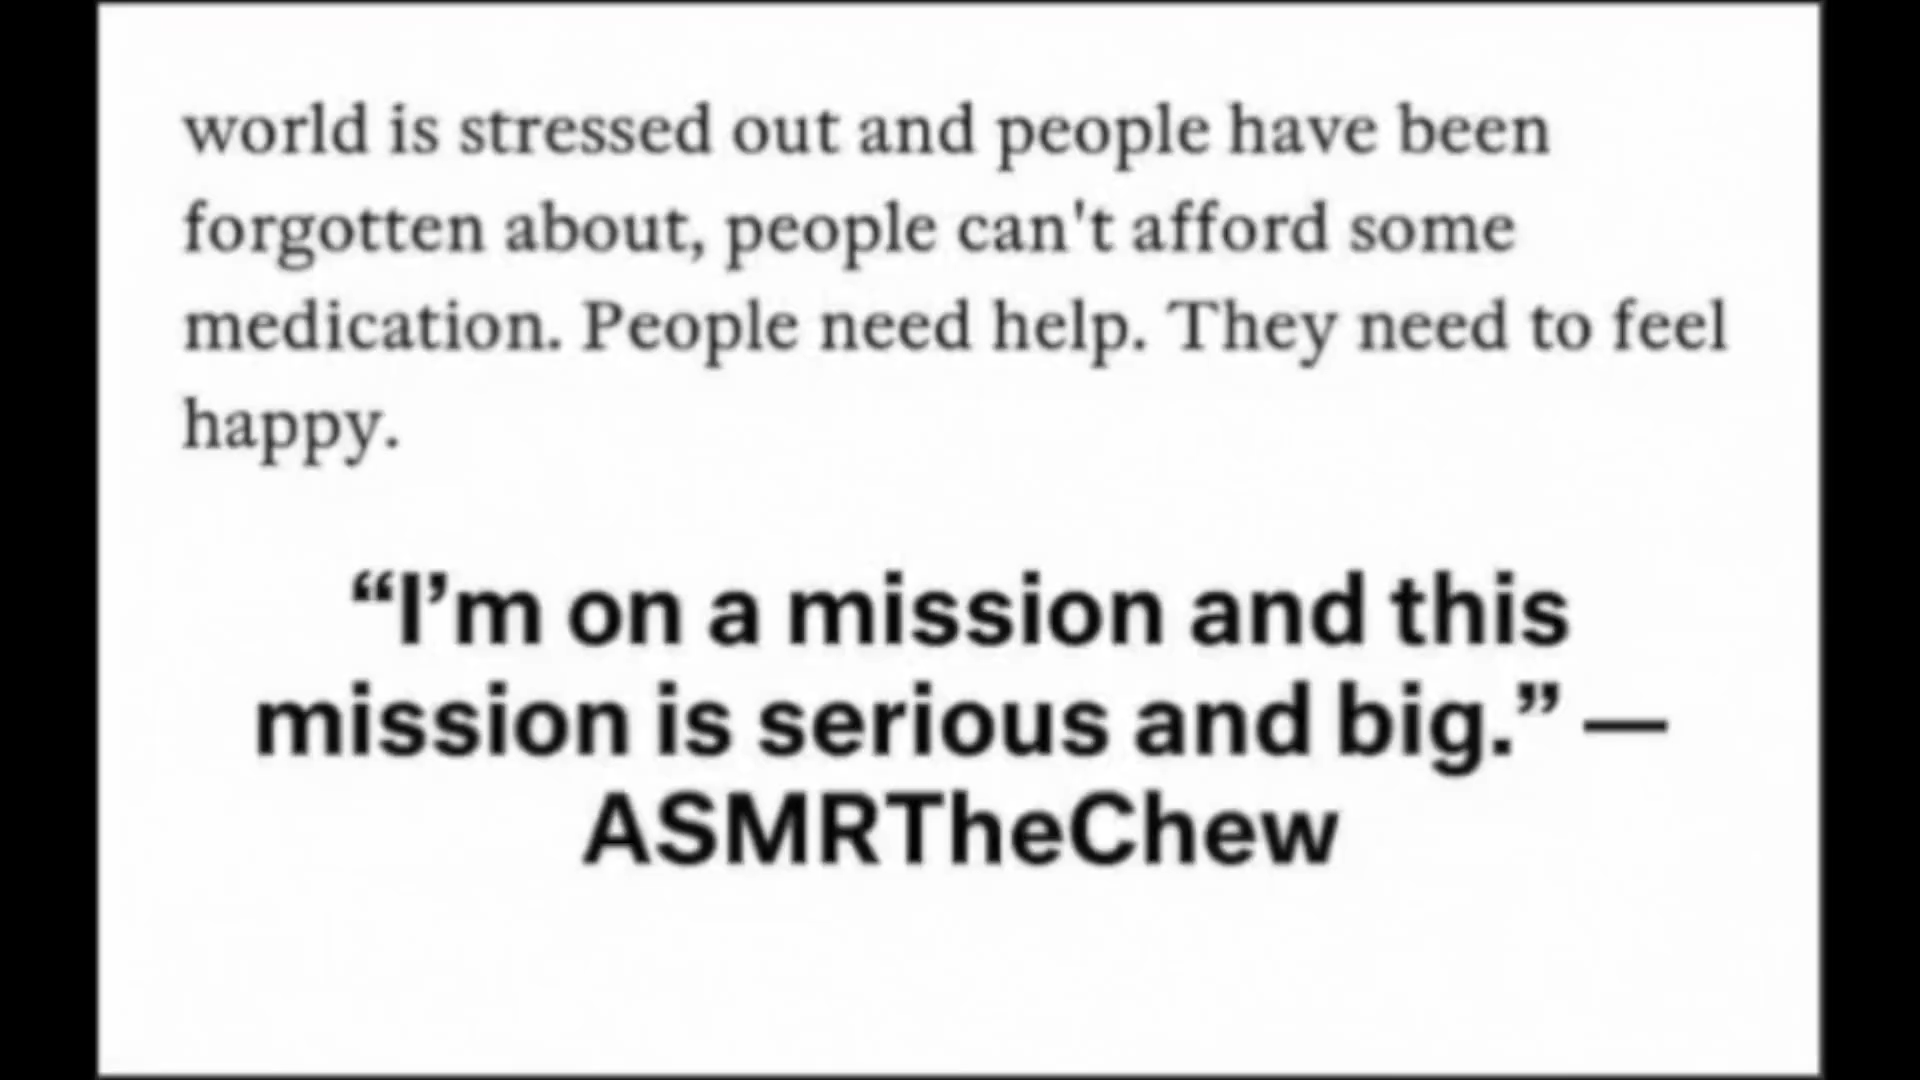 world is stressed out and people have been
forgotten about, people can't afford some
medication. People need help. They need to feel
happy.
“I’m on a mission and this
mission is serious and big.” —
ASMRTheChew